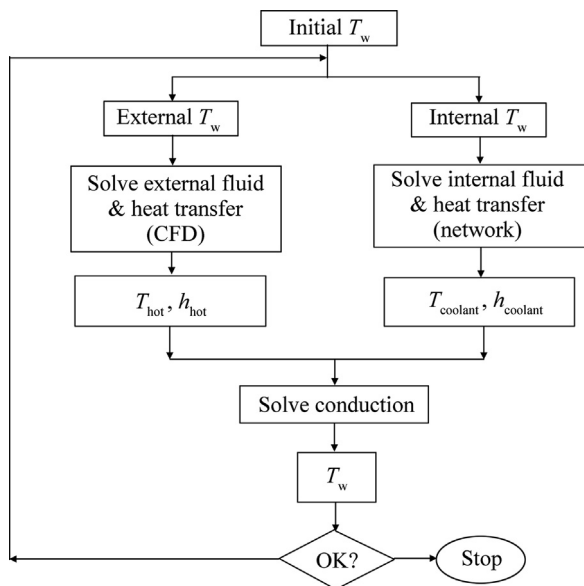 Initial T_w
External T_w
Internal T_w
Solve external fluid
& heat transfer
(CFD)
Solve internal fluid
& heat transfer
(network)
T_hot, h_hot
T_coolant, h_coolant
Solve conduction
T_w
OK?
Stop